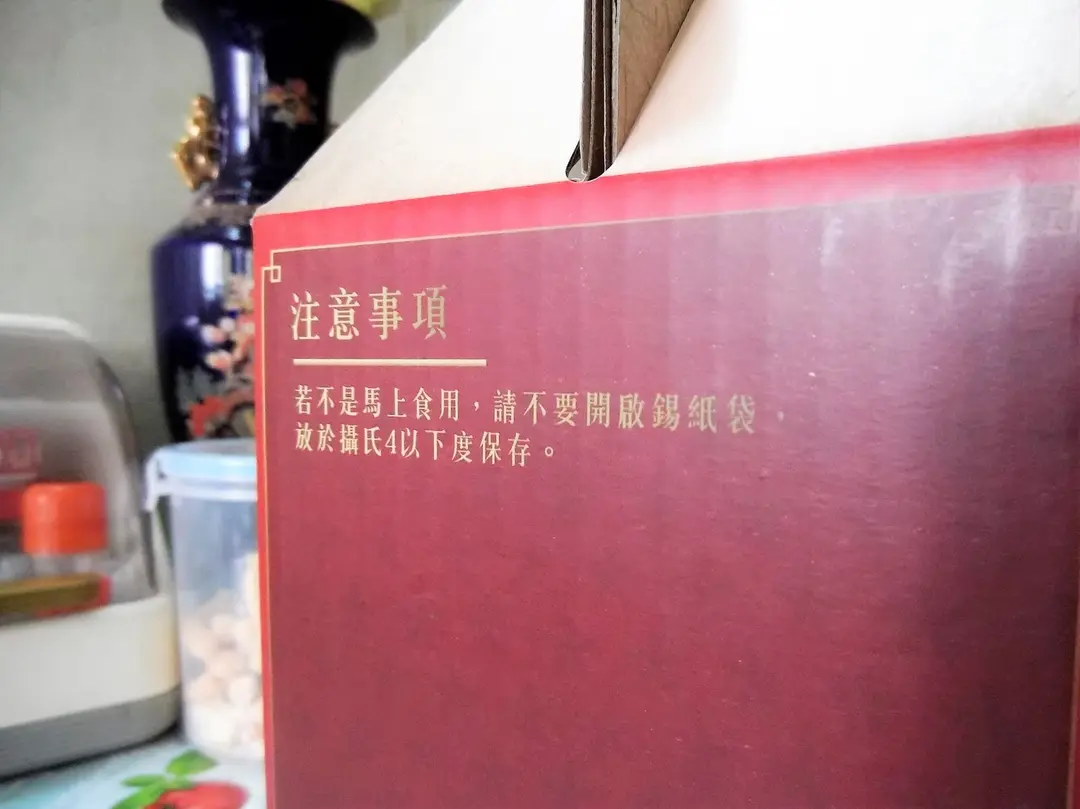 注意事項
若不是馬上食用，請不要開啟錫紙袋，
放於攝氏4以下度保存。